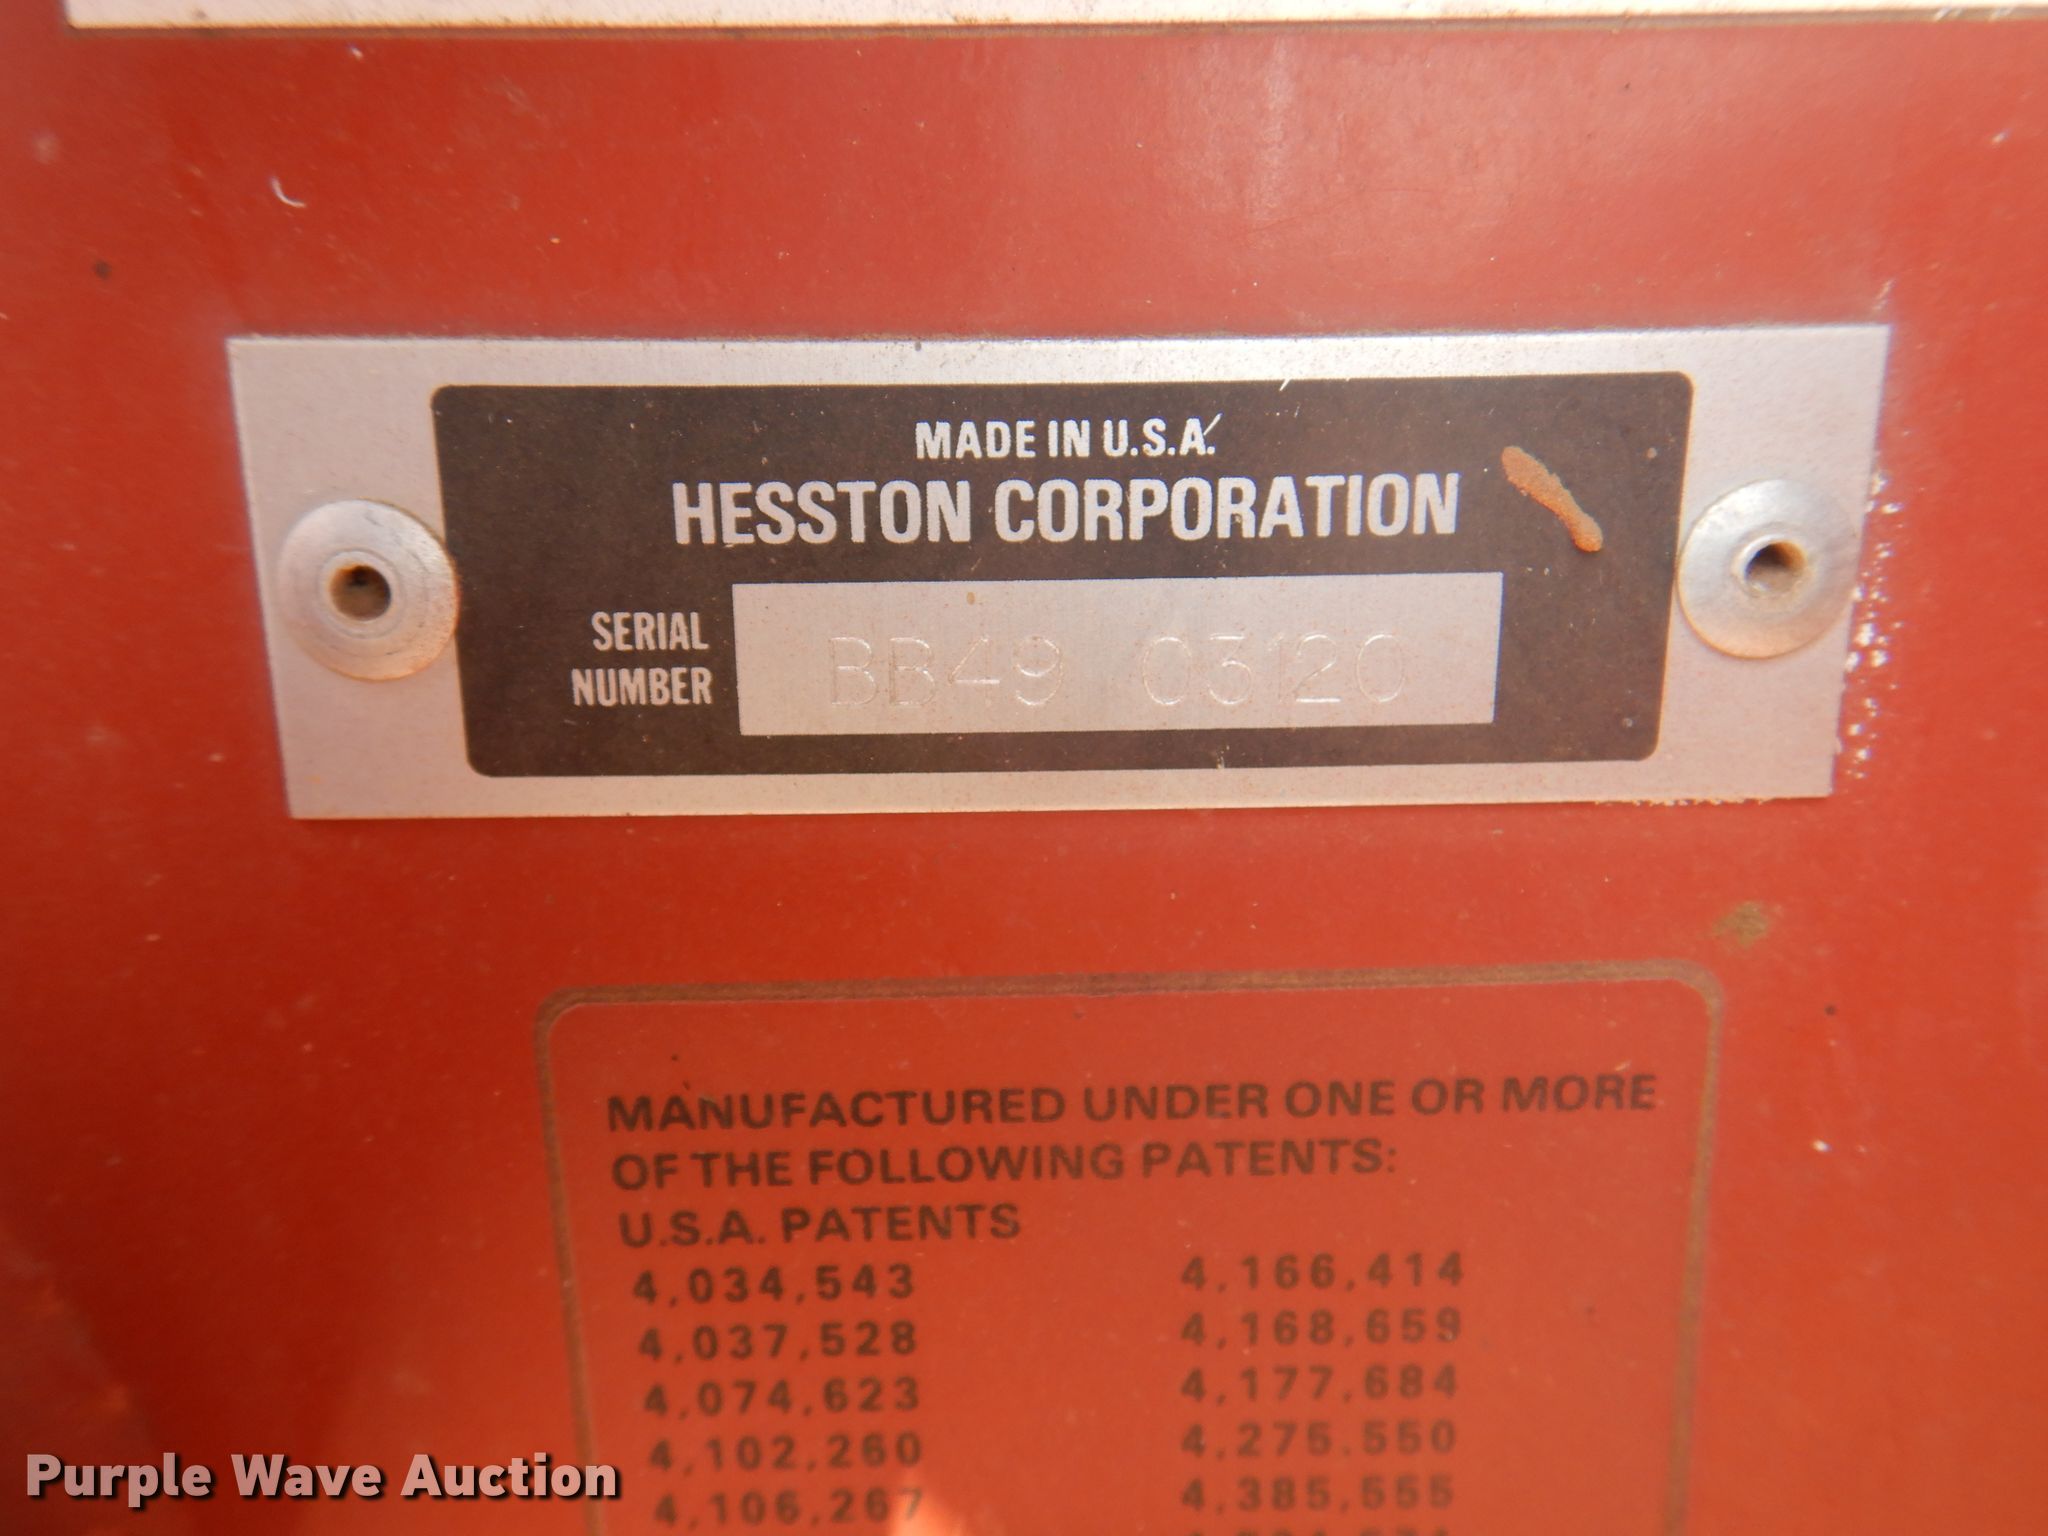 MADE IN U.S.A.
HESSTON CORPORATION
SERIAL NUMBER BB49 03120
MANUFACTURED UNDER ONE OR MORE
OF THE FOLLOWING PATENTS:
U.S.A. PATENTS
4,034,543 4,166,414
4,037,528 4,168,659
4,074,623 4,177,684
4,102,260 4,275,550
4,106,267 4,385,555
Purple Wave Auction